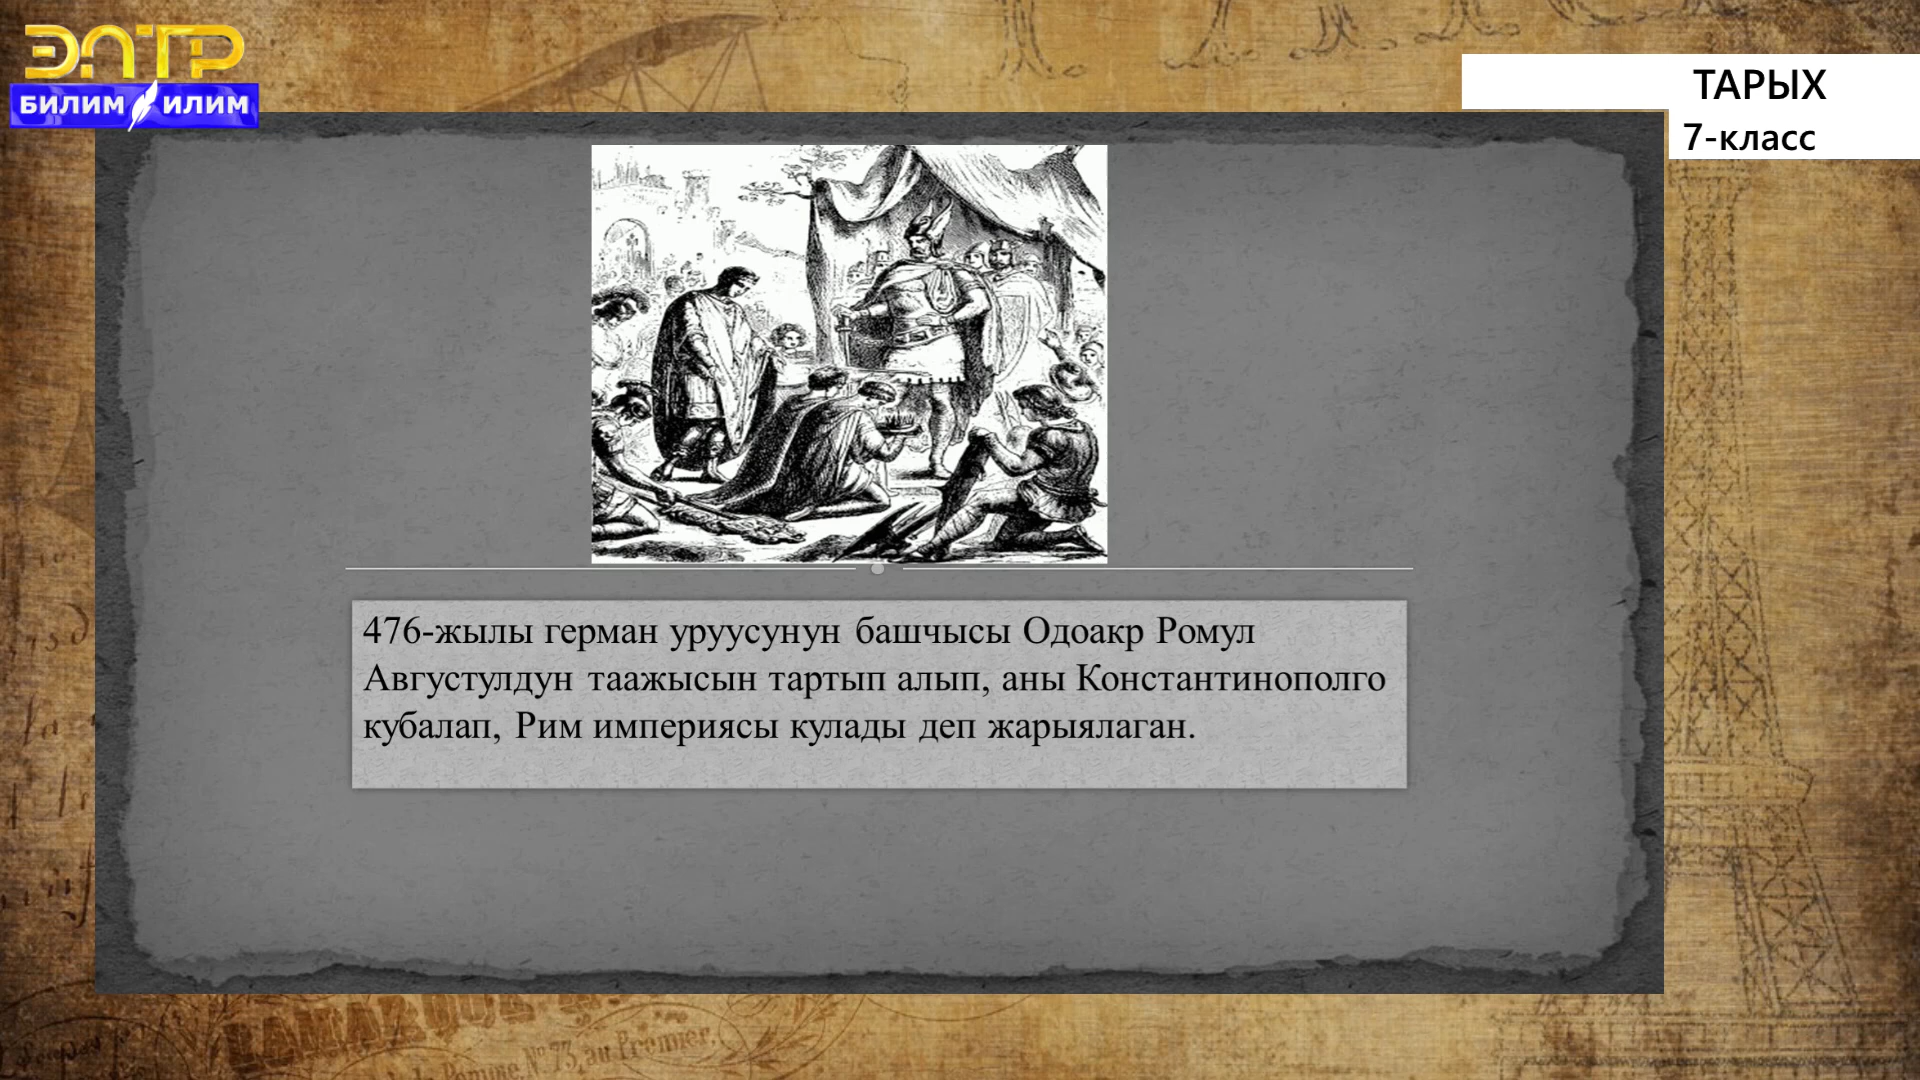 ЭЛТР
БИЛИМ ИЛИМ
ТАРЫХ
7-класс
476-жылы герман уруусунун башчысы Одоакр Ромул
Августулдун таажысын тартып алып, аны Константинополго
кубалап, Рим империясы кулады деп жарыялаган.